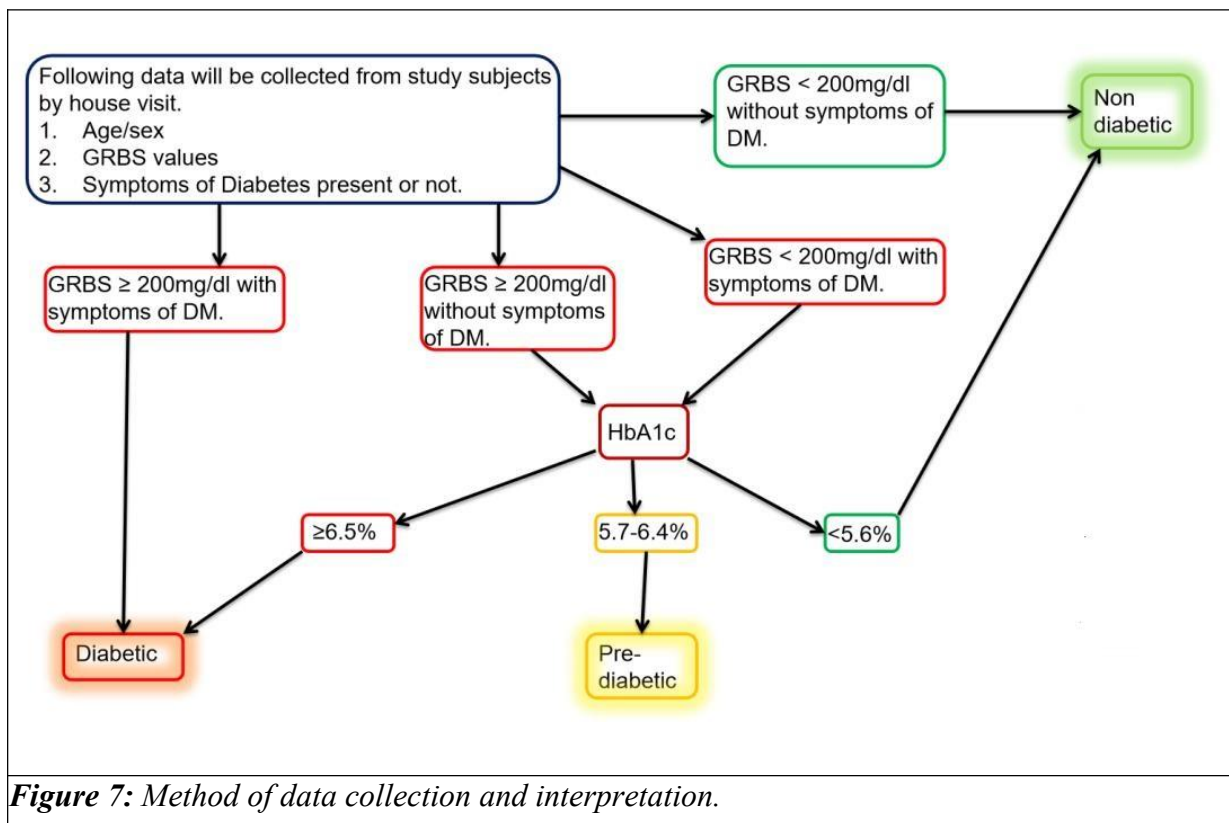 Following data will be collected from study subjects
by house visit.
1. Age/sex
2. GRBS values
3. Symptoms of Diabetes present or not.
GRBS < 200mg/dl
without symptoms of
DM.
Non
diabetic
GRBS ≥ 200mg/dl with
symptoms of DM.
GRBS ≥ 200mg/dl
without symptoms
of DM.
GRBS < 200mg/dl with
symptoms of DM.
HbA1c
≥6.5%
5.7-6.4%
<5.6%
Diabetic
Pre-
diabetic
Figure 7: Method of data collection and interpretation.